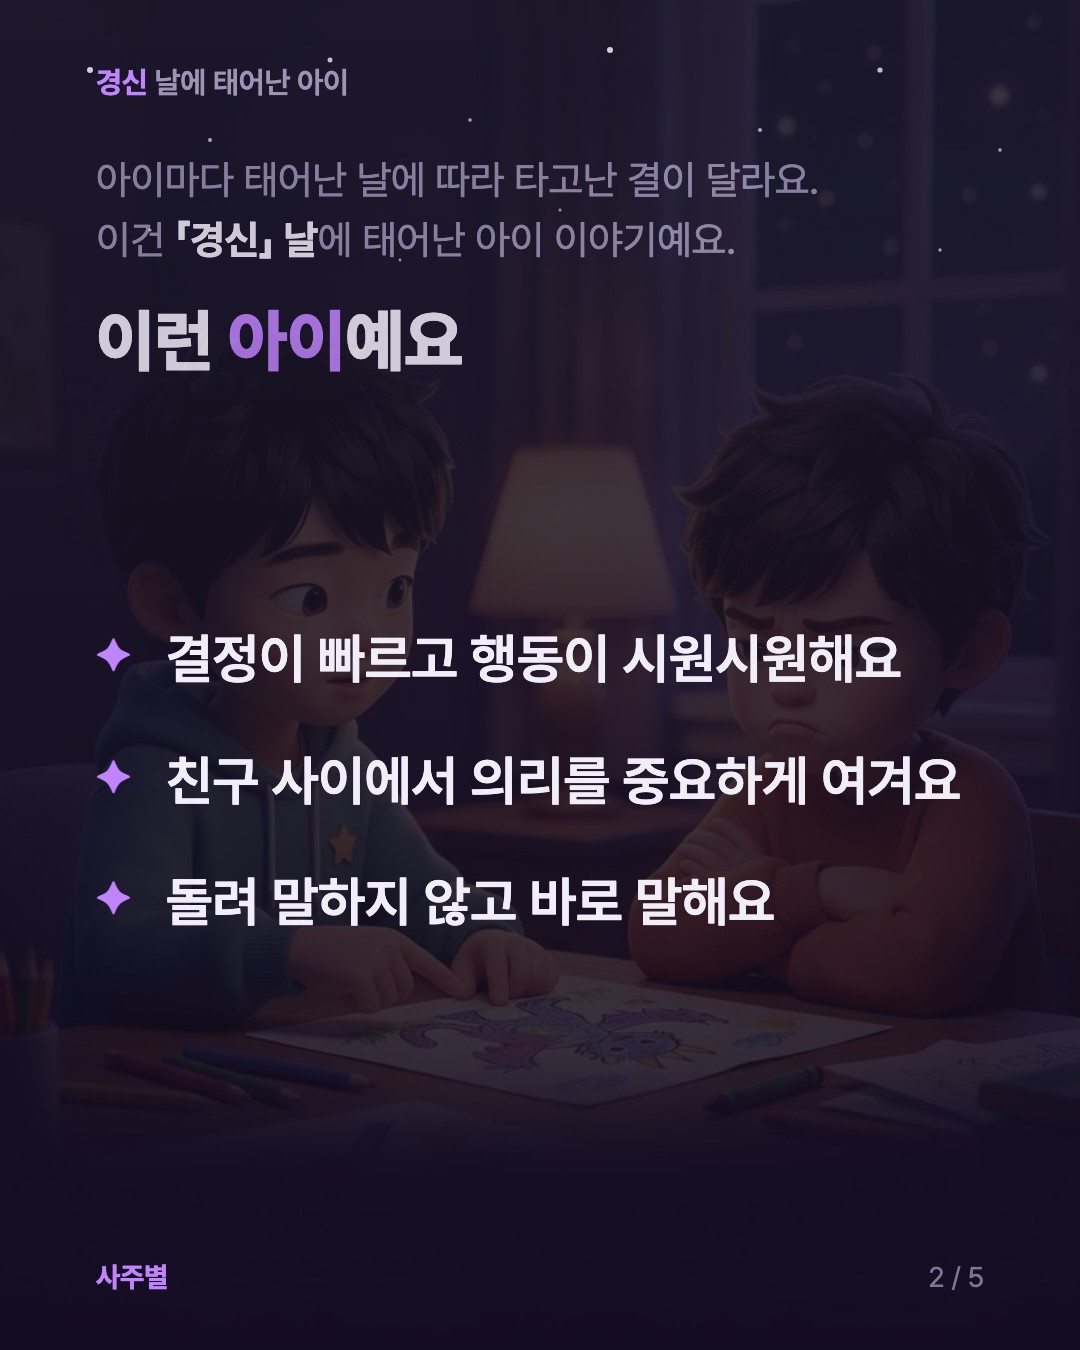 경신 날에 태어난 아이
아이마다 태어난 날에 따라 타고난 결이 달라요.
이건 「경신」 날에 태어난 아이 이야기예요.
이런 아이예요
결정이 빠르고 행동이 시원시원해요
친구 사이에서 의리를 중요하게 여겨요
돌려 말하지 않고 바로 말해요
사주별
2 / 5